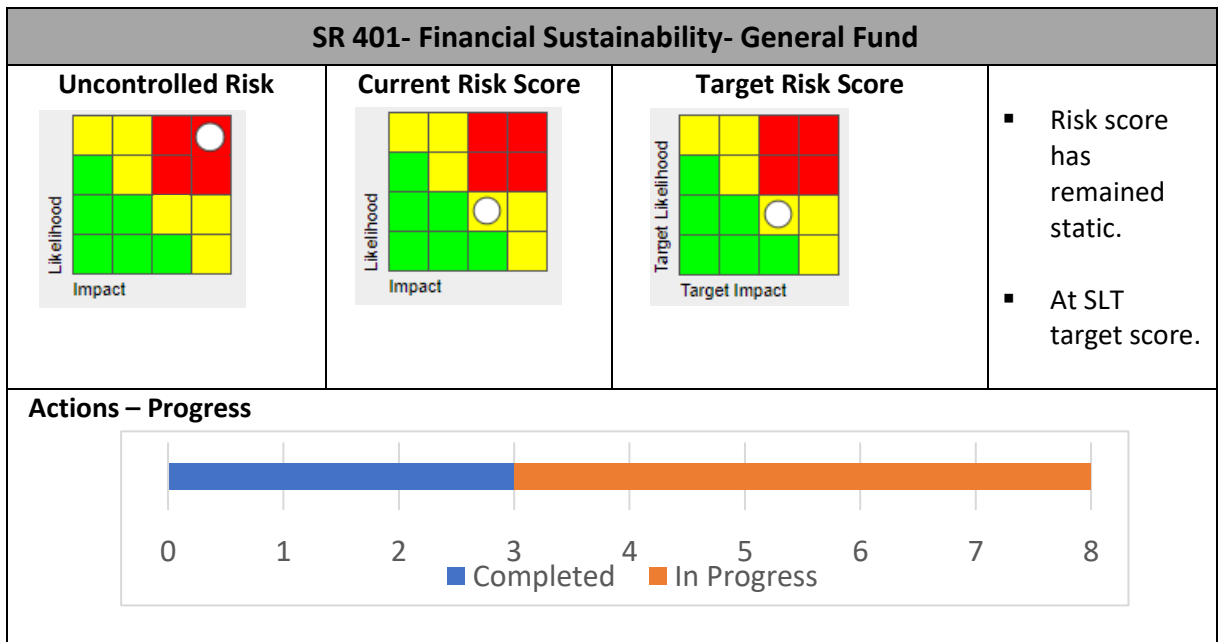 SR 401- Financial Sustainability- General Fund
Uncontrolled Risk
Likelihood
Impact
Current Risk Score
Likelihood
Impact
Target Risk Score
Target Likelihood
Target Impact
▪ Risk score
has
remained
static.
▪ At SLT
target score.
Actions – Progress
0 1 2 3 4 5 6 7 8
Completed In Progress